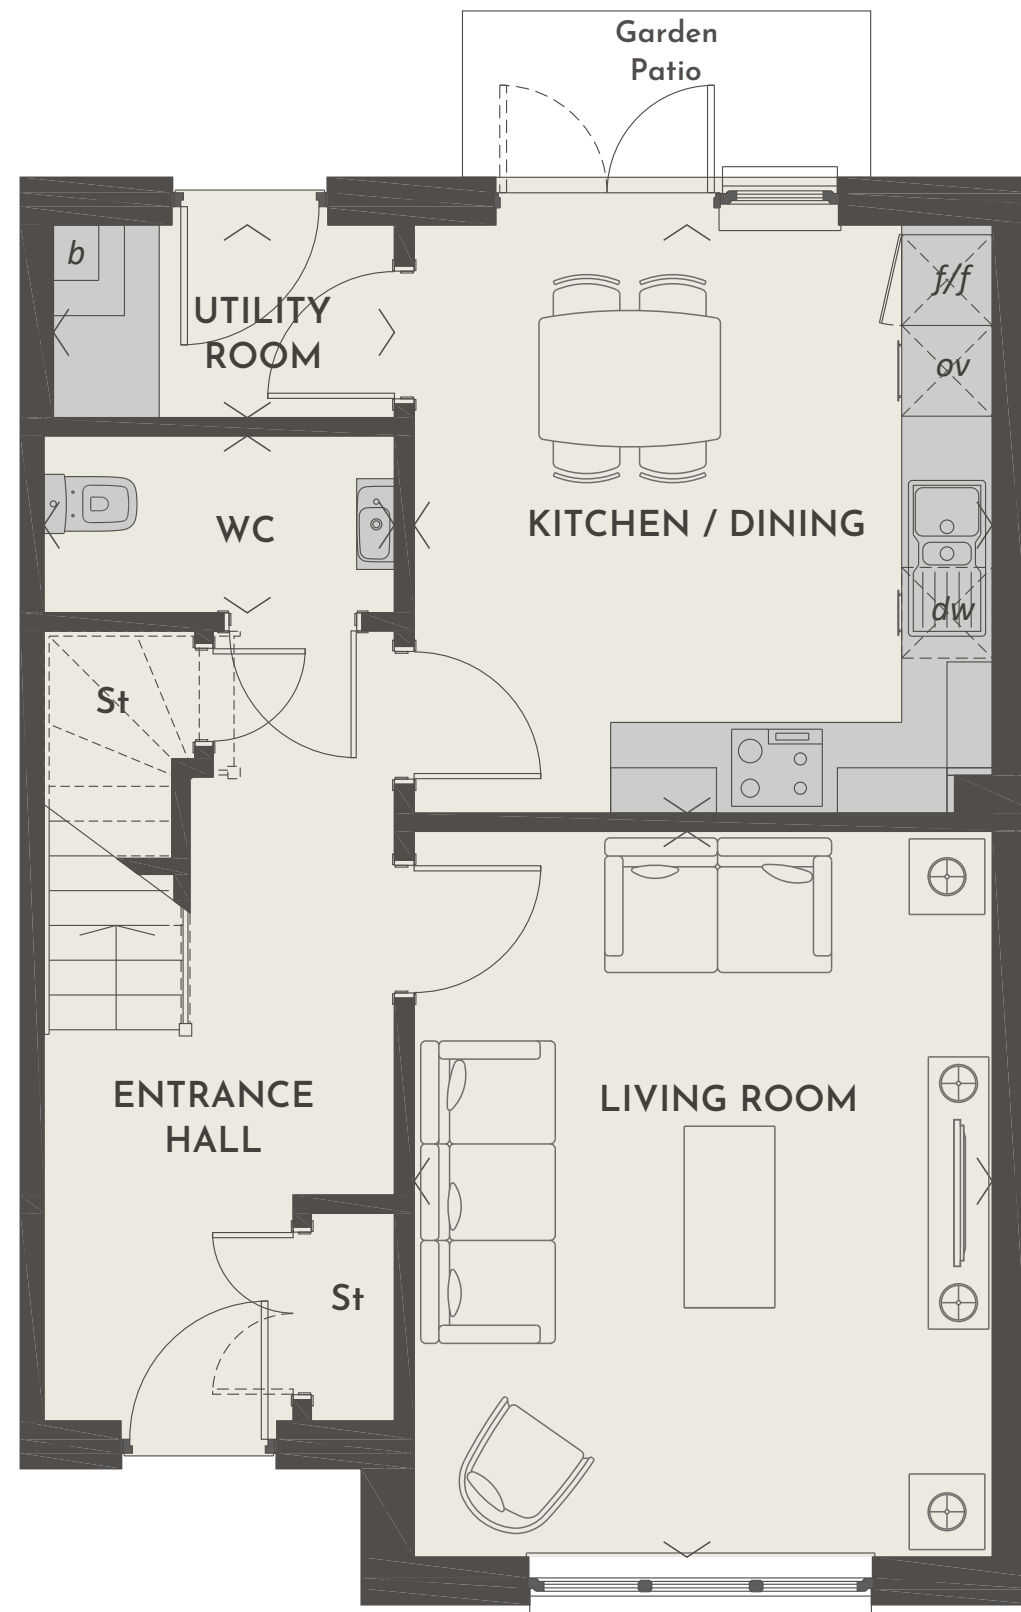 Garden
Patio
b
UTILITY
ROOM
f/f
ov
WC
KITCHEN / DINING
dw
St
ENTRANCE
HALL
LIVING ROOM
St